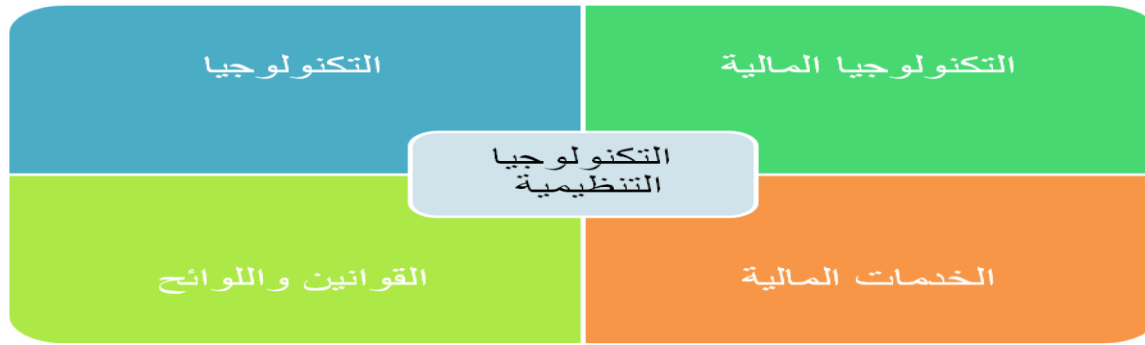 التكنولوجيا المالية
التكنولوجيا
التكنولوجيا
التنظيمية
الخدمات المالية
القوانين واللوائح